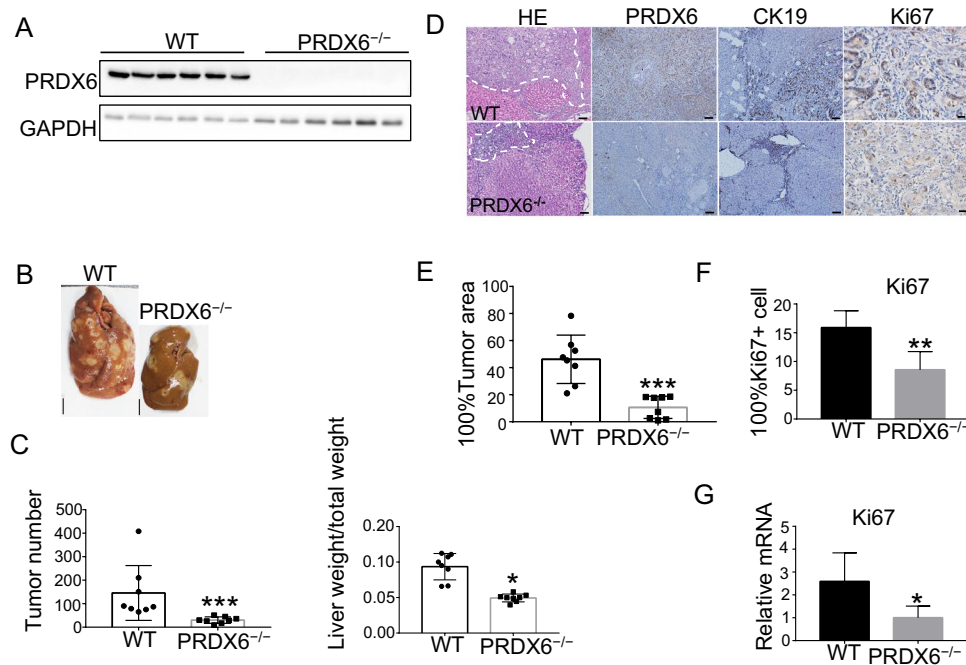 A
WT
PRDX6−/−
PRDX6
GAPDH
B
WT
PRDX6−/−
C
Tumor number
500
400
300
200
100
0
***
WT
PRDX6−/−
Liver weight/total weight
0.20
0.10
0.05
0.00
*
WT
PRDX6−/−
D
HE
PRDX6
CK19
Ki67
WT
PRDX6-/-
E
100%Tumor area
100
80
60
40
20
0
***
WT
PRDX6−/−
F
Ki67
100%Ki67+ cell
20
15
10
5
0
**
WT
PRDX6−/−
G
Ki67
Relative mRNA
5
4
3
2
1
0
*
WT
PRDX6−/−